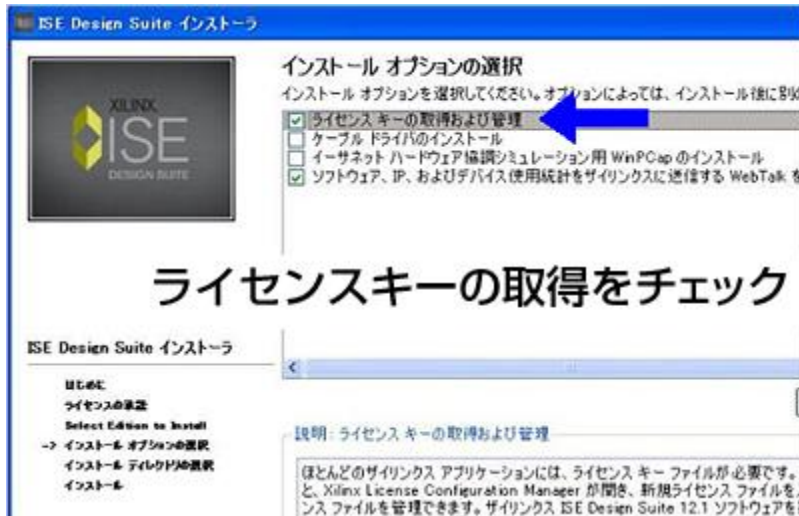 ISE Design Suite インストーラ
XILINX
ISE
DESIGN SUITE
インストール オプションの選択
インストール オプションを選択してください。オプションによっては、インストール後に別
ライセンス キーの取得および管理
ケーブル ドライバのインストール
イーサネット ハードウェア協調シミュレーション用 WinPCap のインストール
ソフトウェア、IP、およびデバイス使用統計をザイリンクスに送信する WebTalk を
ライセンスキーの取得をチェック
ISE Design Suite インストーラ
はじめに
ライセンスの承諾
Select Edition to Install
-> インストール オプションの選択
インストール ディレクトリの選択
インストール
説明: ライセンス キーの取得および管理
ほとんどのザイリンクス アプリケーションには、ライセンス キー ファイルが必要です。
と、Xilinx License Configuration Manager が開き、新規ライセンス ファイルを
ンス ファイルを管理できます。ザイリンクス ISE Design Suite 12.1 ソフトウェアを